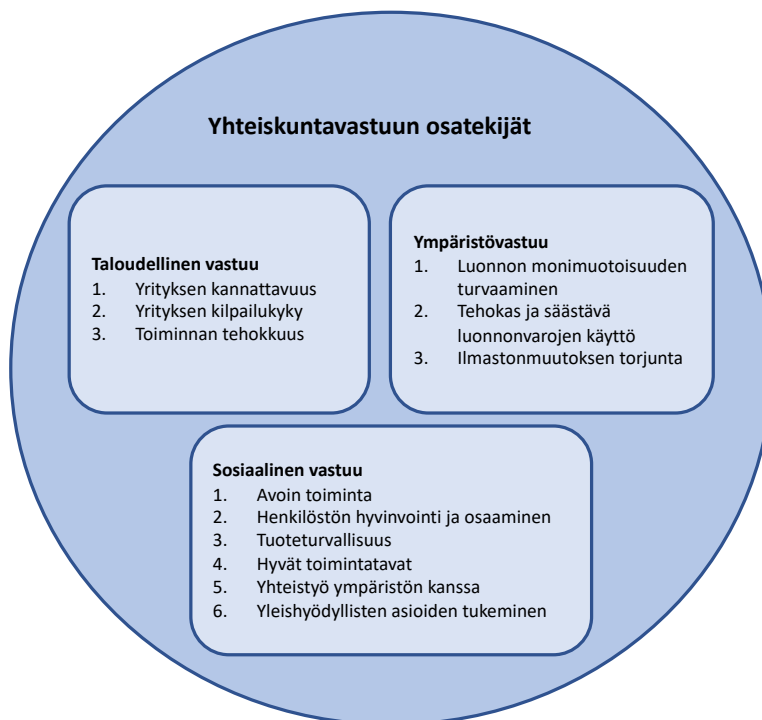 Yhteiskuntavastuun osatekijät
Taloudellinen vastuu
1. Yrityksen kannattavuus
2. Yrityksen kilpailukyky
3. Toiminnan tehokkuus
Ympäristövastuu
1. Luonnon monimuotoisuuden
turvaaminen
2. Tehokas ja säästävä
luonnonvarojen käyttö
3. Ilmastonmuutoksen torjunta
Sosiaalinen vastuu
1. Avoin toiminta
2. Henkilöstön hyvinvointi ja osaaminen
3. Tuoteturvallisuus
4. Hyvät toimintatavat
5. Yhteistyö ympäristön kanssa
6. Yleishyödyllisten asioiden tukeminen